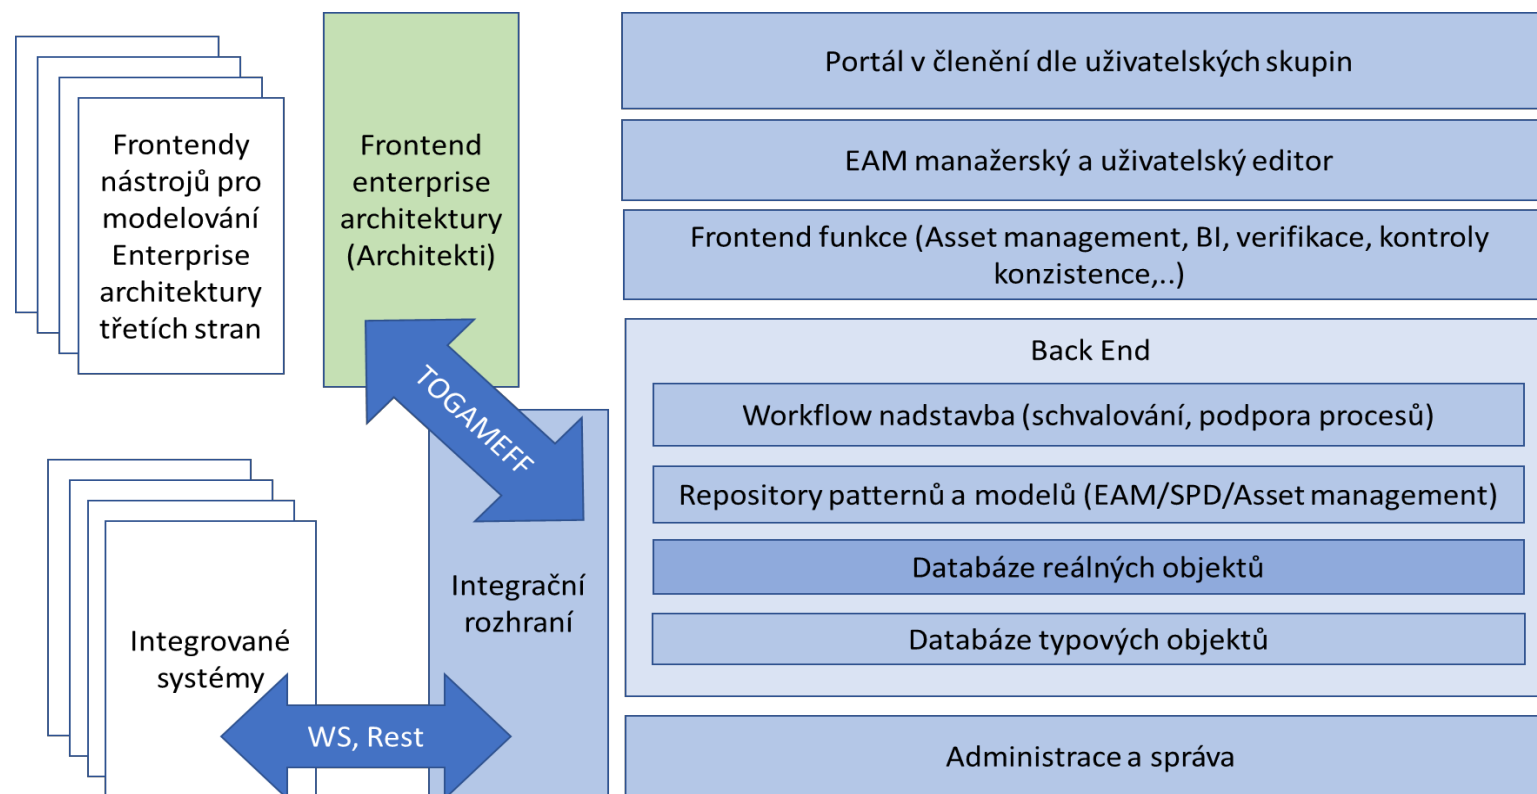 Frontendy
nástrojů pro
modelování
Enterprise
architektury
třetích stran
Frontend
enterprise
architektury
(Architekti)
TOGAMEFF
Integrační
rozhraní
Integrované
systémy
WS, Rest
Portál v členění dle uživatelských skupin
EAM manažerský a uživatelský editor
Frontend funkce (Asset management, BI, verifikace, kontroly
konzistence,..)
Back End
Workflow nadstavba (schvalování, podpora procesů)
Repository patternů a modelů (EAM/SPD/Asset management)
Databáze reálných objektů
Databáze typových objektů
Administrace a správa